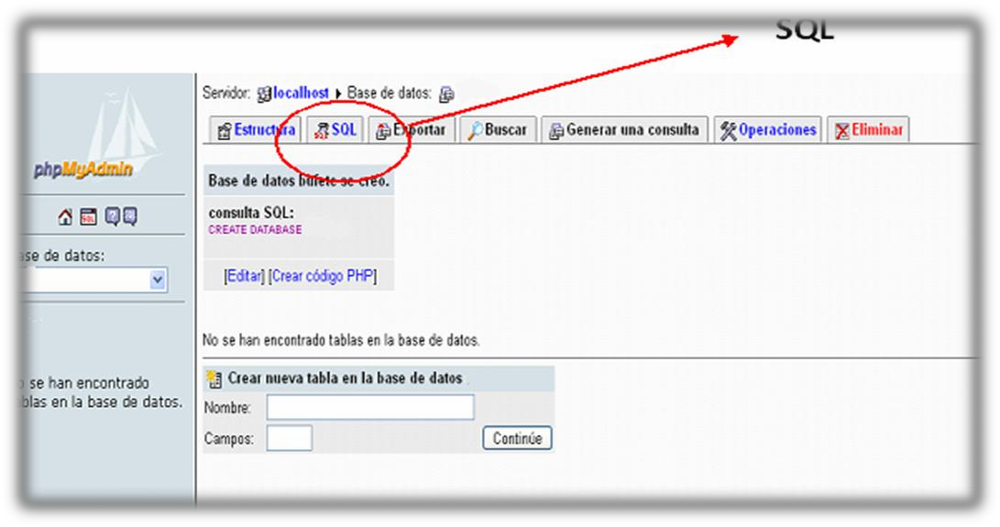 SQL
Servidor: localhost ▸ Base de datos:
Estructura SQL Exportar Buscar Generar una consulta Operaciones Eliminar
phpMyAdmin
Base de datos bufete se creó.
consulta SQL:
CREATE DATABASE
[Editar] [Crear código PHP]
SQL
ase de datos:
No se han encontrado tablas en la base de datos.
se han encontrado
blas en la base de datos.
Crear nueva tabla en la base de datos
Nombre:
Campos:
Continúe